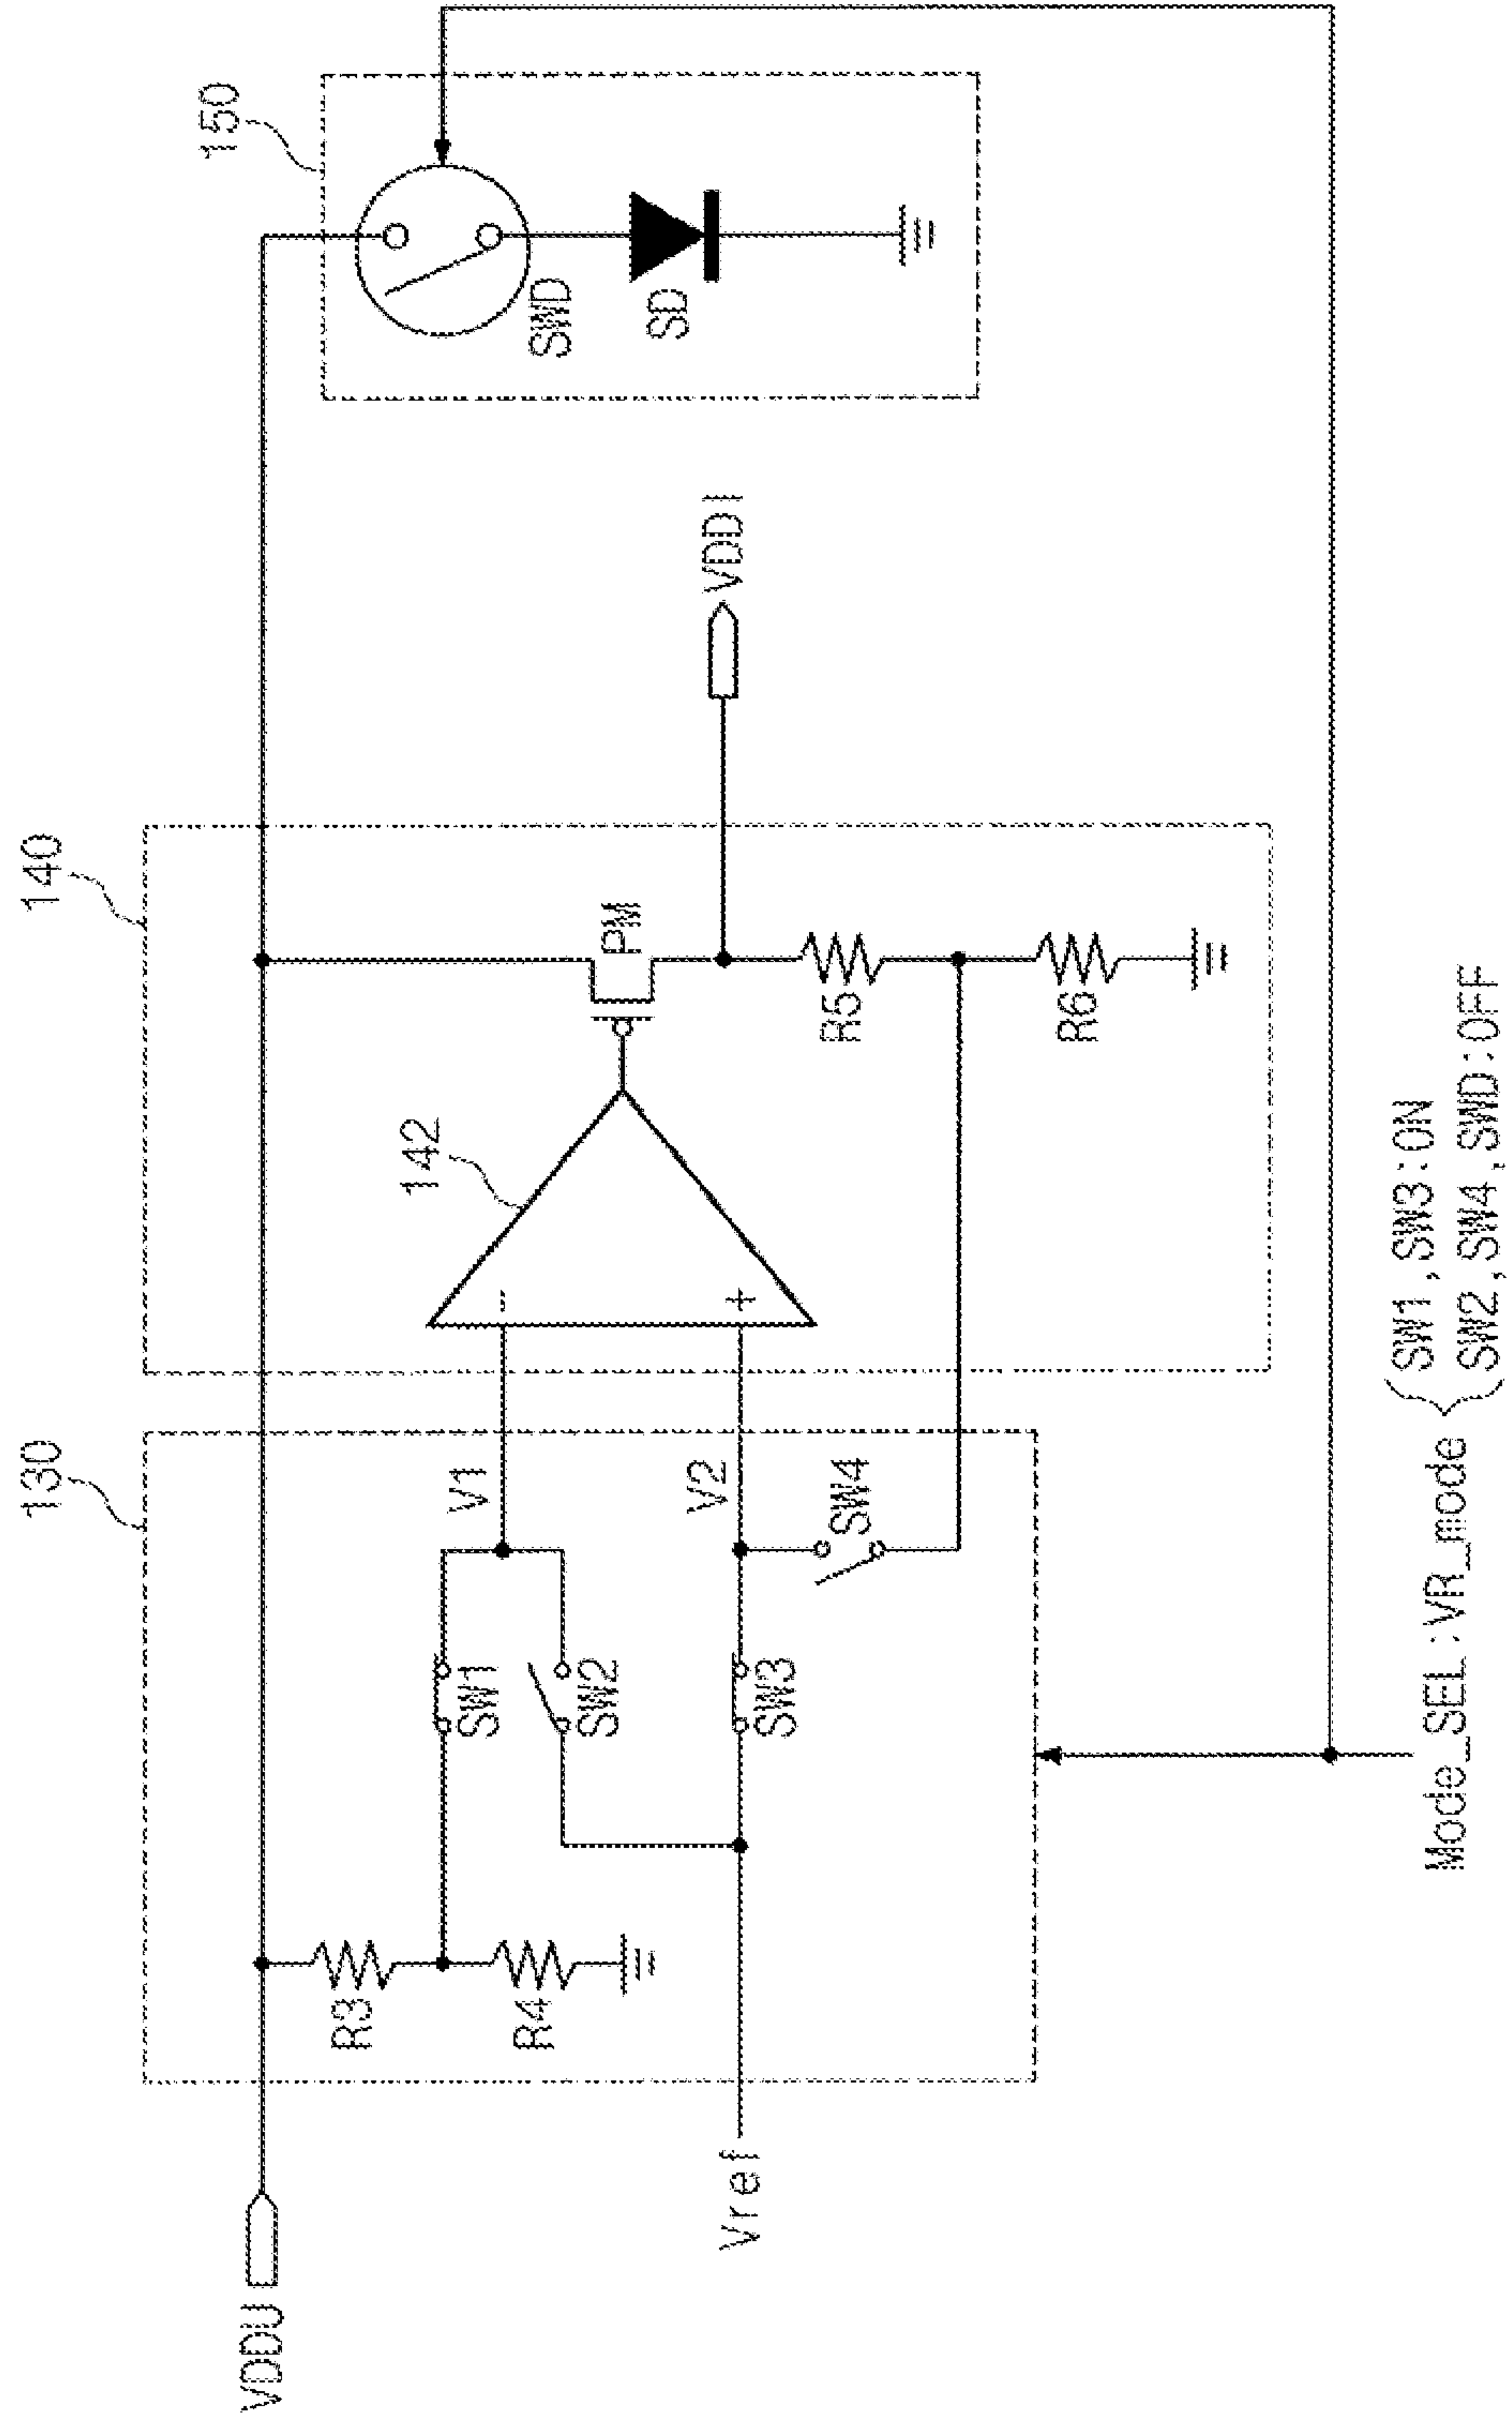 130
140
150
VDDU
R3
R4
SW1
SW2
V1
Vref
SW3
V2
SW4
142
-
+
PM
R5
R6
VDDI
SWD
SD
Mode_SEL:VR_mode
SW1,SW3:ON
SW2,SW4,SWD:OFF